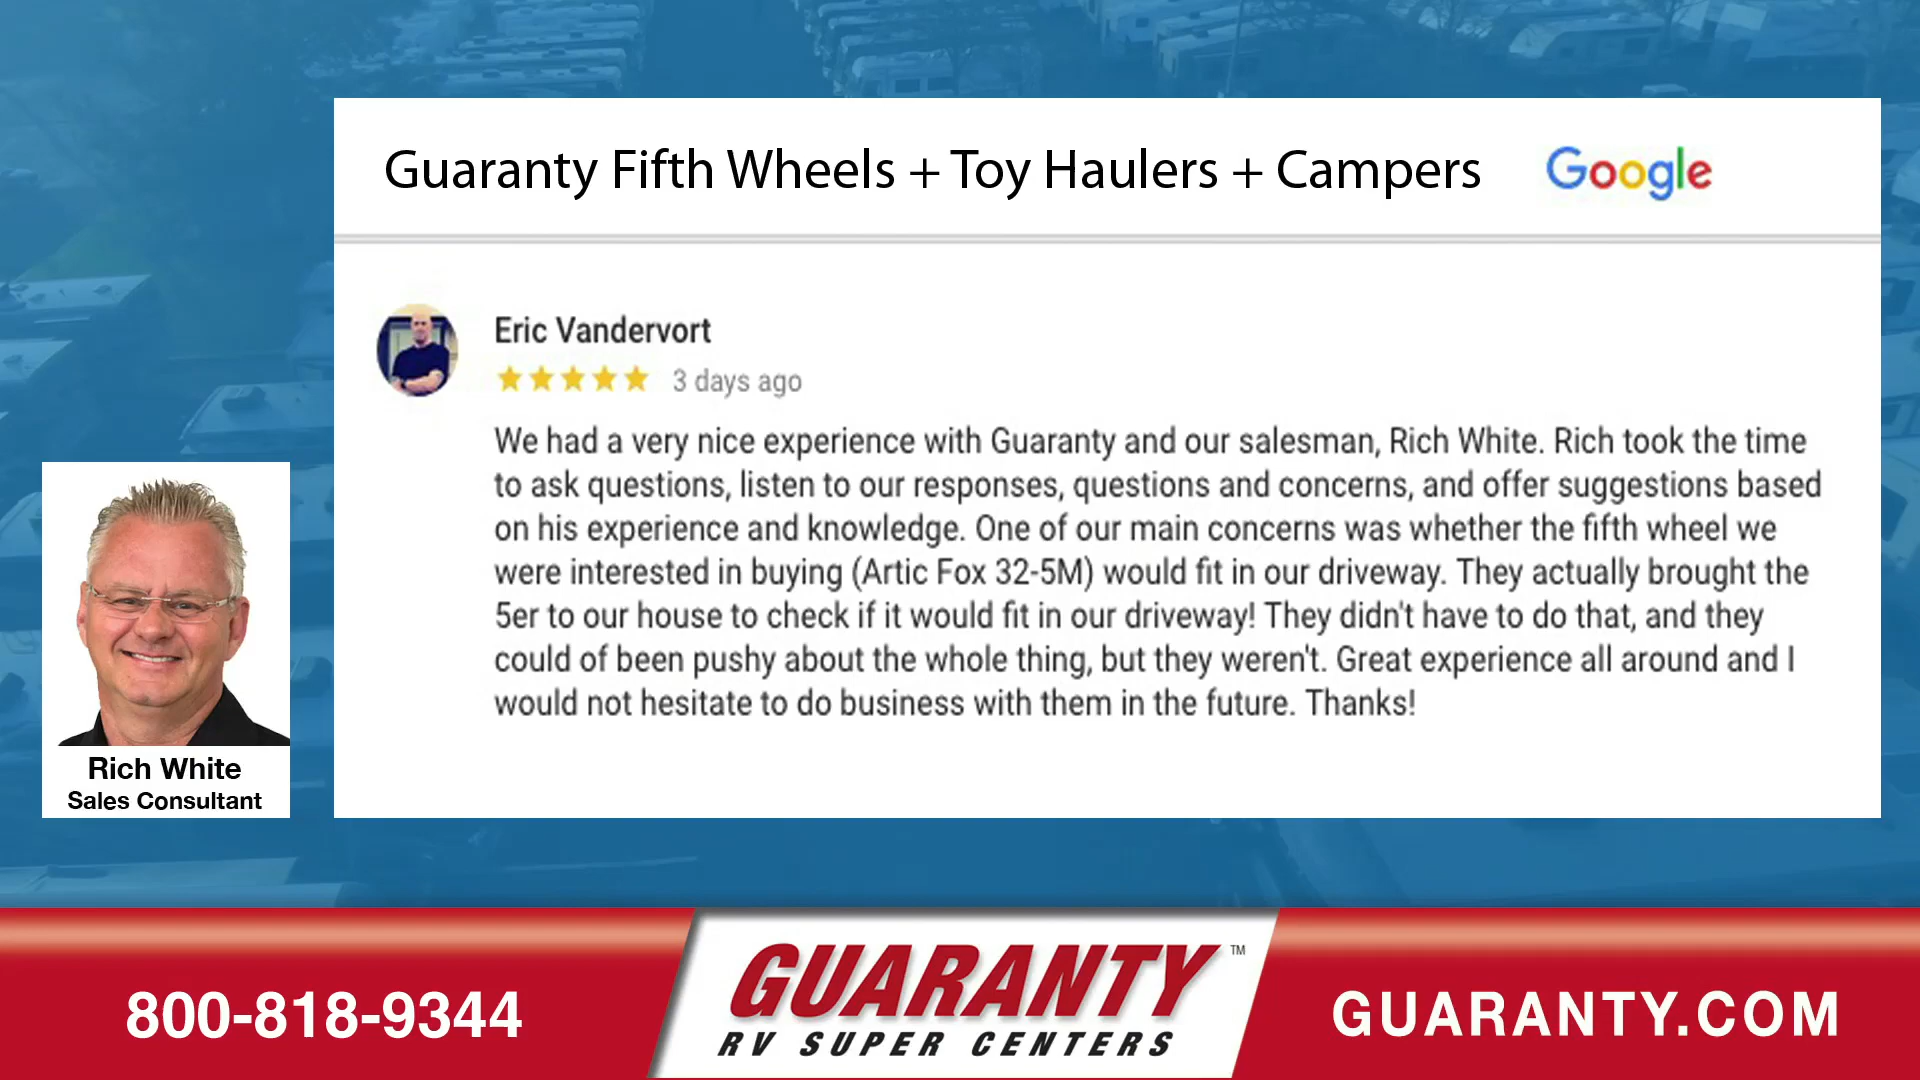 Guaranty Fifth Wheels + Toy Haulers + Campers
Google
Eric Vandervort
3 days ago
We had a very nice experience with Guaranty and our salesman, Rich White. Rich took the time
to ask questions, listen to our responses, questions and concerns, and offer suggestions based
on his experience and knowledge. One of our main concerns was whether the fifth wheel we
were interested in buying (Artic Fox 32-5M) would fit in our driveway. They actually brought the
5er to our house to check if it would fit in our driveway! They didn't have to do that, and they
could of been pushy about the whole thing, but they weren't. Great experience all around and I
would not hesitate to do business with them in the future. Thanks!
Rich White
Sales Consultant
800-818-9344
GUARANTY™
RV SUPER CENTERS
GUARANTY.COM